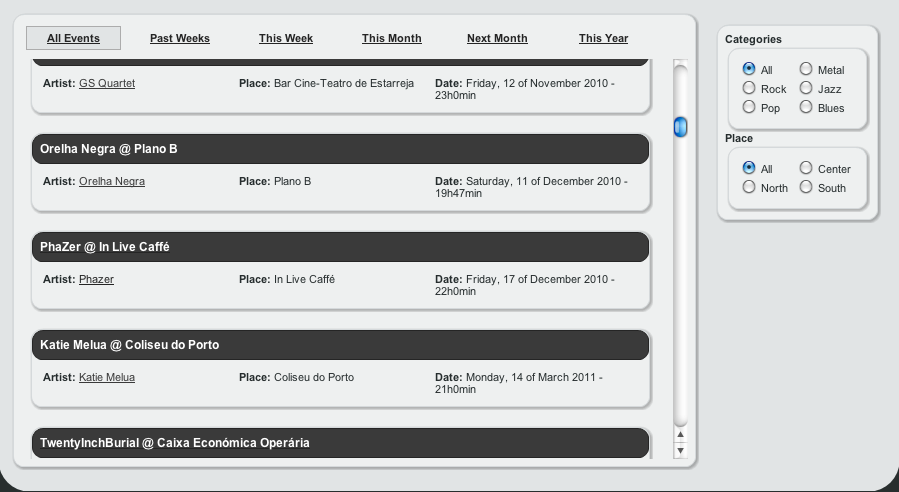 All Events Past Weeks This Week This Month Next Month This Year
Artist: GS Quartet Place: Bar Cine-Teatro de Estarreja Date: Friday, 12 of November 2010 -
23h0min
Orelha Negra @ Plano B
Artist: Orelha Negra Place: Plano B Date: Saturday, 11 of December 2010 -
19h47min
PhaZer @ In Live Caffé
Artist: Phazer Place: In Live Caffé Date: Friday, 17 of December 2010 -
22h0min
Katie Melua @ Coliseu do Porto
Artist: Katie Melua Place: Coliseu do Porto Date: Monday, 14 of March 2011 -
21h0min
TwentyInchBurial @ Caixa Económica Operária
Categories
All Metal
Rock Jazz
Pop Blues
Place
All Center
North South